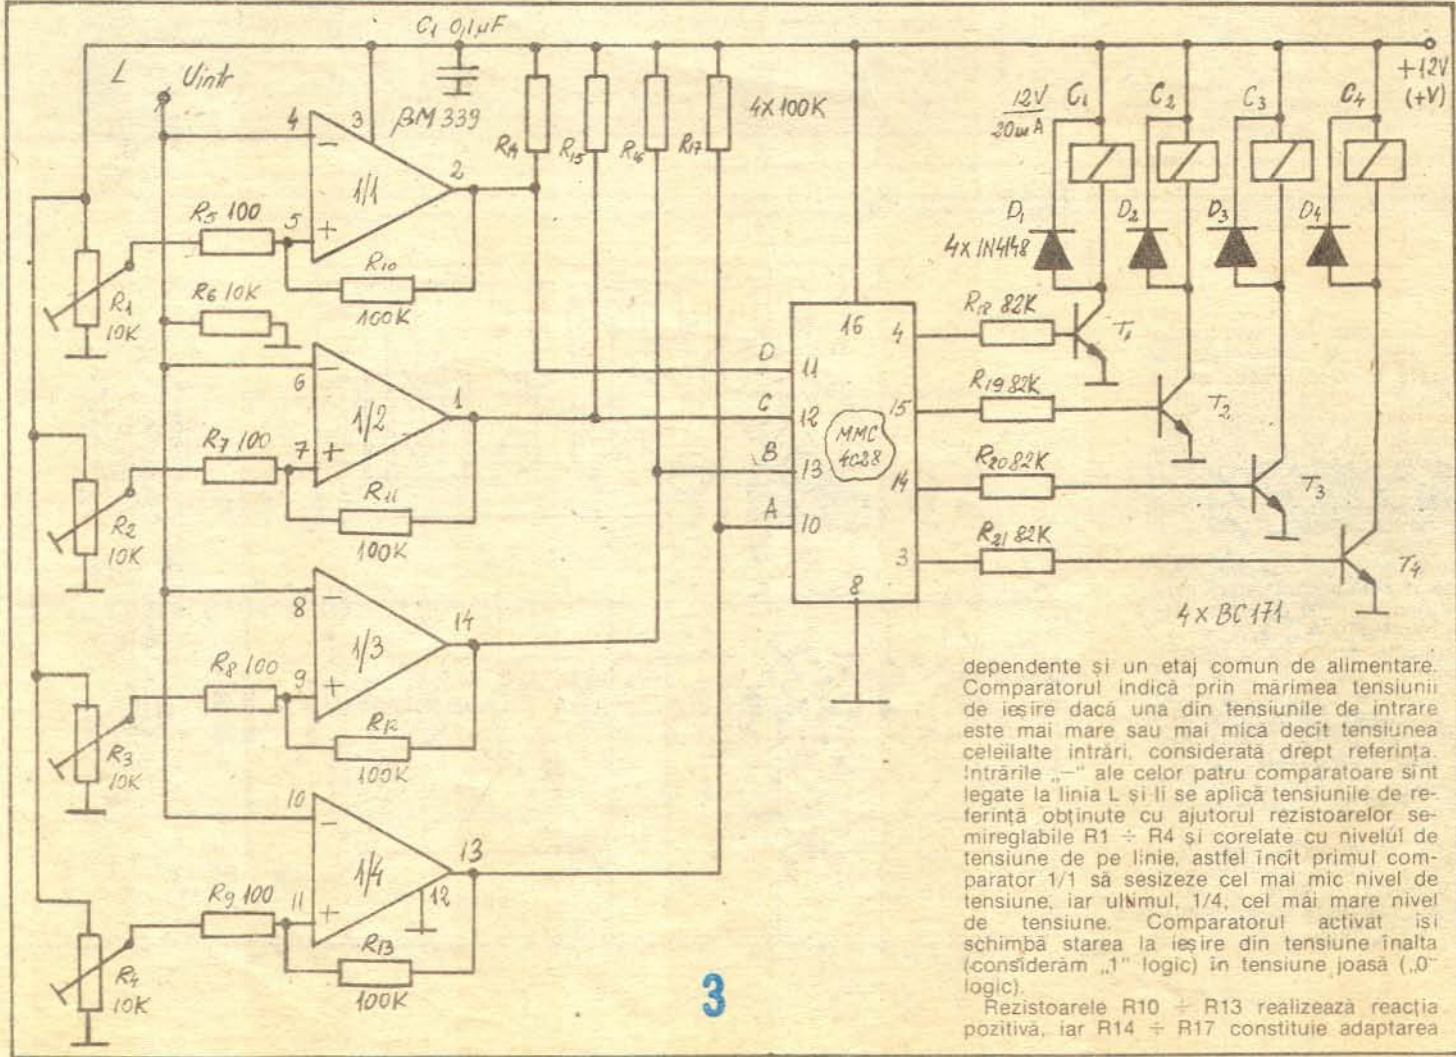 C1 0,1µF
L
Uintr
4
3
βM 339
-
1/1
2
5
+
R5 100
R10
100K
R1
10K
R6 10K
R14
R15
R16
R17
4X100K
12V
20mA
C1
C2
C3
C4
+12V
(+V)
D1
D2
D3
D4
4X 1N4148
6
-
1/2
1
R7 100
7
+
R11
100K
R2
10K
D
C
B
A
11
12
13
10
16
MMC
4028
8
4
15
14
3
R18 82K
R19 82K
R20 82K
R21 82K
T1
T2
T3
T4
4 X BC 171
8
-
1/3
14
R8 100
9
+
R12
100K
R3
10K
10
-
1/4
13
12
R9 100
11
+
R13
100K
R4
10K
3
dependente și un etaj comun de alimentare.
Comparatorul indică prin mărimea tensiunii
de ieșire dacă una din tensiunile de intrare
este mai mare sau mai mică decît tensiunea
celeilalte intrări, considerată drept referința.
Intrările „—" ale celor patru comparatoare sint
legate la linia L și li se aplică tensiunile de re-
ferință obținute cu ajutorul rezistoarelor se-
mireglabile R1 ÷ R4 și corelate cu nivelul de
tensiune de pe linie, astfel încît primul com-
parator 1/1 să sesizeze cel mai mic nivel de
tensiune, iar ultimul, 1/4, cel mai mare nivel
de tensiune. Comparatorul activat isi
schimbă starea la ieșire din tensiune înalta
(considerăm „1" logic) în tensiune joasă („0"
logic).
Rezistoarele R10 ÷ R13 realizează reacția
pozitivă, iar R14 ÷ R17 constituie adaptarea